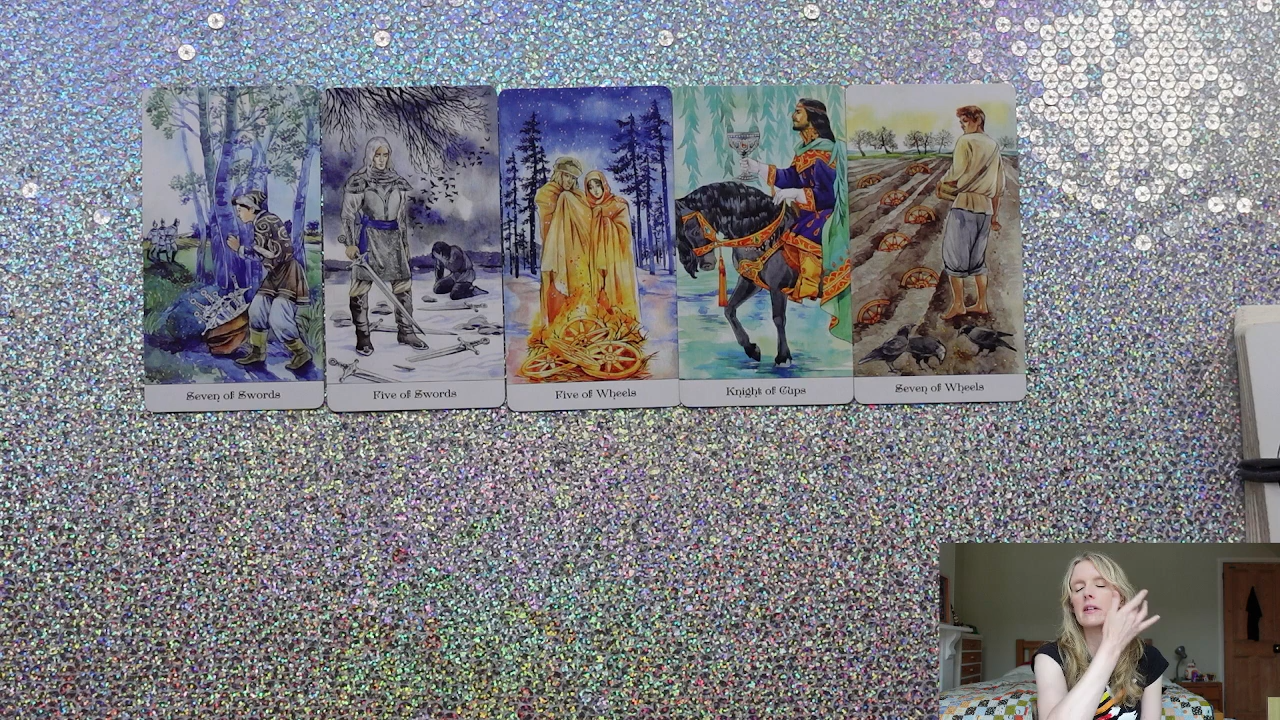 Seven of Swords
Five of Swords
Five of Wheels
Knight of Cups
Seven of Wheels